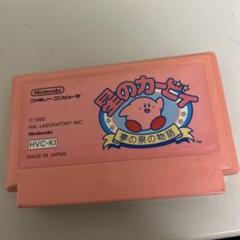 Nintendo
ファミリーコンピュータ
©1993
HAL LABORATORY INC.
HVC-KI
MADE IN JAPAN
星のカービィ
夢の泉の物語
TM